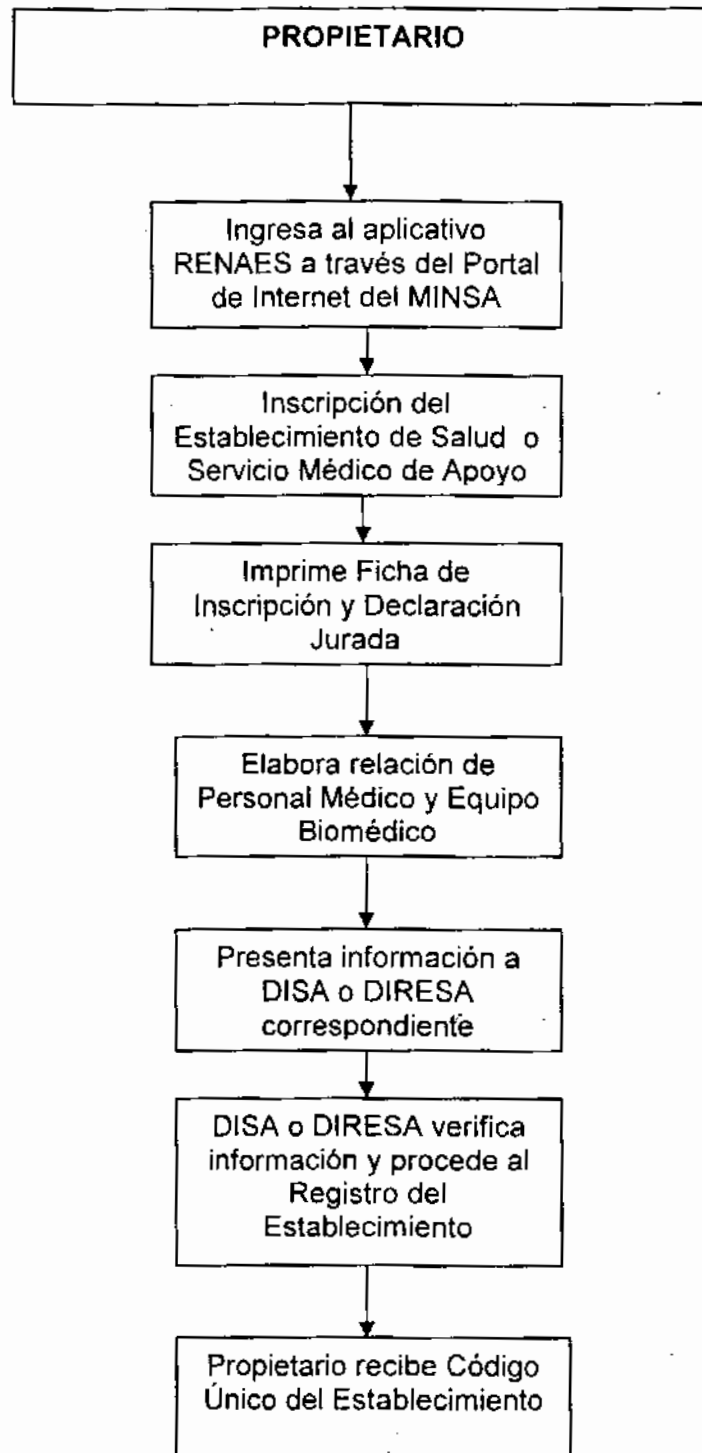 PROPIETARIO
Ingresa al aplicativo
RENAES a través del Portal
de Internet del MINSA
Inscripción del
Establecimiento de Salud o
Servicio Médico de Apoyo
Imprime Ficha de
Inscripción y Declaración
Jurada
Elabora relación de
Personal Médico y Equipo
Biomédico
Presenta información a
DISA o DIRESA
correspondiente
DISA o DIRESA verifica
información y procede al
Registro del
Establecimiento
Propietario recibe Código
Único del Establecimiento